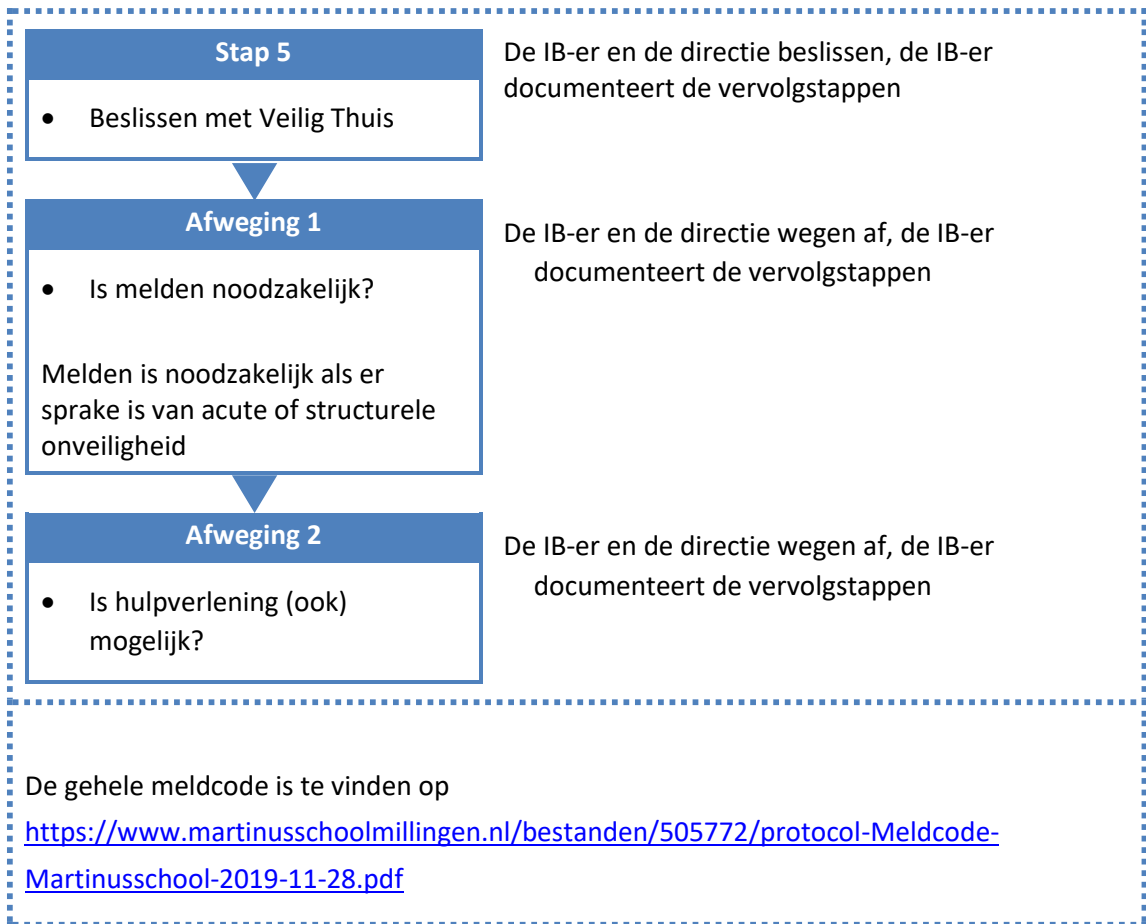 Stap 5
De IB-er en de directie beslissen, de IB-er
documenteert de vervolgstappen
• Beslissen met Veilig Thuis
Afweging 1
De IB-er en de directie wegen af, de IB-er
documenteert de vervolgstappen
• Is melden noodzakelijk?
Melden is noodzakelijk als er
sprake is van acute of structurele
onveiligheid
Afweging 2
De IB-er en de directie wegen af, de IB-er
documenteert de vervolgstappen
• Is hulpverlening (ook)
mogelijk?
De gehele meldcode is te vinden op
https://www.martinusschoolmillingen.nl/bestanden/505772/protocol-Meldcode-
Martinusschool-2019-11-28.pdf